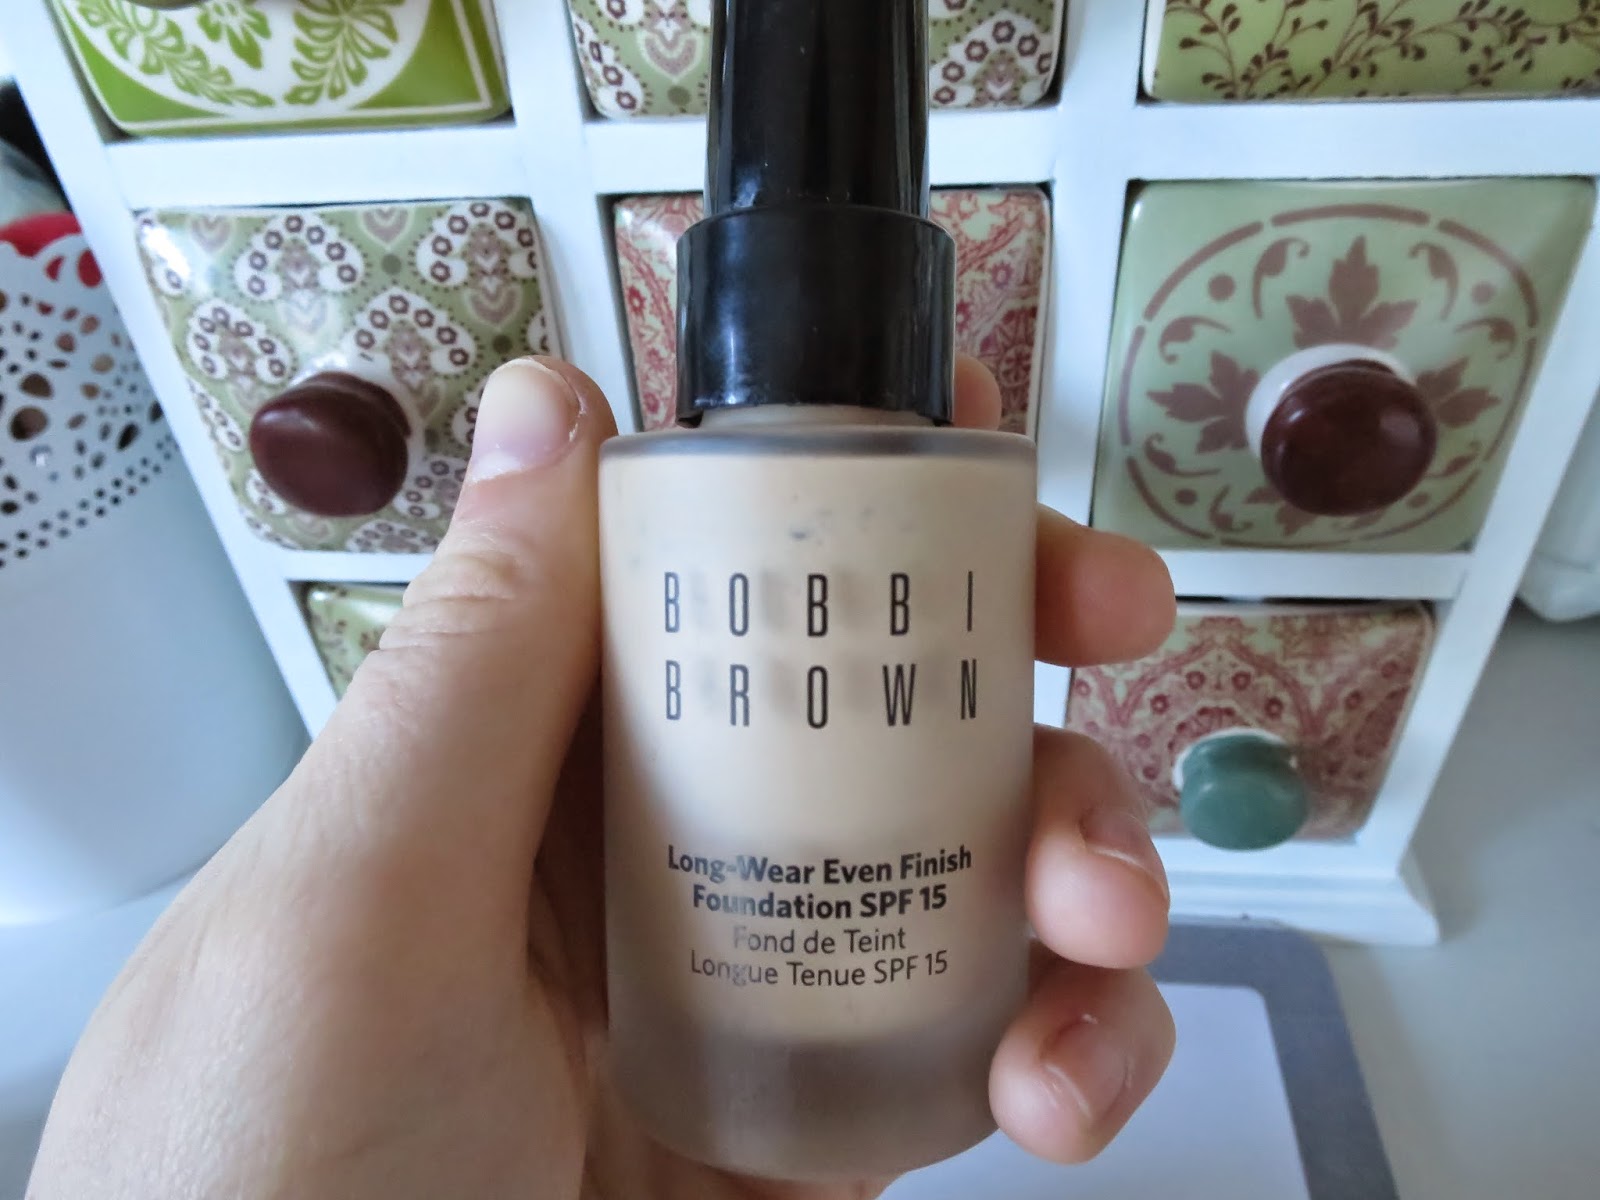 BOBBI
BROWN
Long-Wear Even Finish
Foundation SPF 15
Fond de Teint
Longue Tenue SPF 15